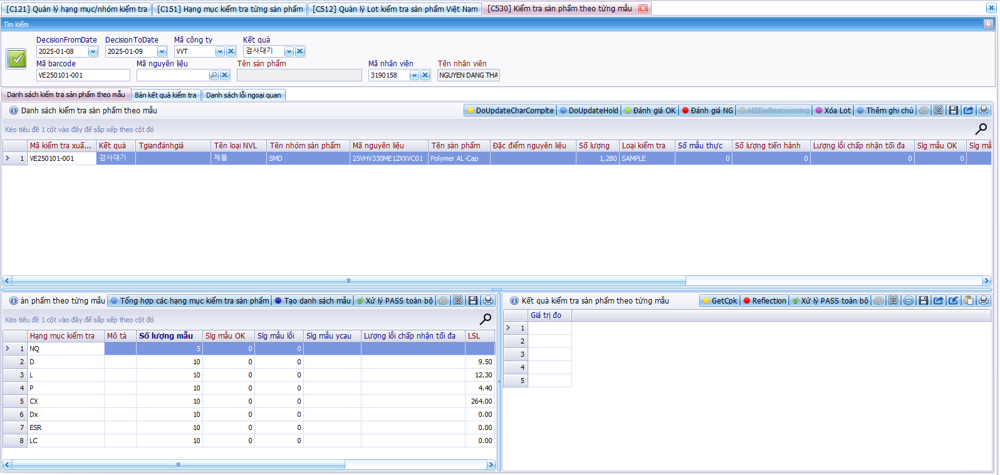 [C121] Quản lý hạng mục/nhóm kiểm tra [C151] Hạng mục kiểm tra từng sản phẩm [C512] Quản lý Lot kiểm tra sản phẩm Việt Nam [C530] Kiểm tra sản phẩm theo từng mẫu
Tìm kiếm
DecisionFromDate DecisionToDate Mã công ty Kết quả
2025-01-08 2025-01-09 VVT 검사대기
Mã barcode Mã nguyên liệu Tên sản phẩm Mã nhân viên Tên nhân viên
VE250101-001 3190158 NGUYEN DANG THA
Danh sách kiểm tra sản phẩm theo mẫu Bản kết quả kiểm tra Danh sách lỗi ngoại quan
Danh sách kiểm tra sản phẩm theo mẫu DoUpdateCharComplte DoUpdateHold Đánh giá OK Đánh giá NG MIIDoRescreening Xóa Lot Thêm ghi chú
Kéo tiêu đề 1 cột vào đây để sắp xếp theo cột đó
Mã kiểm tra xuấ... Kết quả Tgianđánhgiá Tên loại NVL Tên nhóm sản phẩm Mã nguyên liệu Tên sản phẩm Đặc điểm nguyên liệu Số lượng Loại kiểm tra Số mẫu thực Số lượng tiến hành Lượng lỗi chấp nhận tối đa Slg mẫu OK Slg mẫ
1 VE250101-001 검사대기 제품 SMD 25VHV330ME12XXVC01 Polymer AL-Cap 1,280 SAMPLE 0 0 0 0
ản phẩm theo từng mẫu Tổng hợp các hạng mục kiểm tra sản phẩm Tạo danh sách mẫu Xử lý PASS toàn bộ
Kéo tiêu đề 1 cột vào đây để sắp xếp theo cột đó
Hạng mục kiểm tra Mô tả Số lượng mẫu Slg mẫu OK Slg mẫu lỗi Slg mẫu ycau Lượng lỗi chấp nhận tối đa LSL
1 NQ 5 0 0
2 D 10 0 0 9.50
3 L 10 0 0 12.30
4 P 10 0 0 4.40
5 CX 10 0 0 264.00
6 Dx 10 0 0 0.00
7 ESR 10 0 0 0.00
8 LC 10 0 0 0.00
Kết quả kiểm tra sản phẩm theo từng mẫu GetCpk Reflection Xử lý PASS toàn bộ
Giá trị đo
1
2
3
4
5